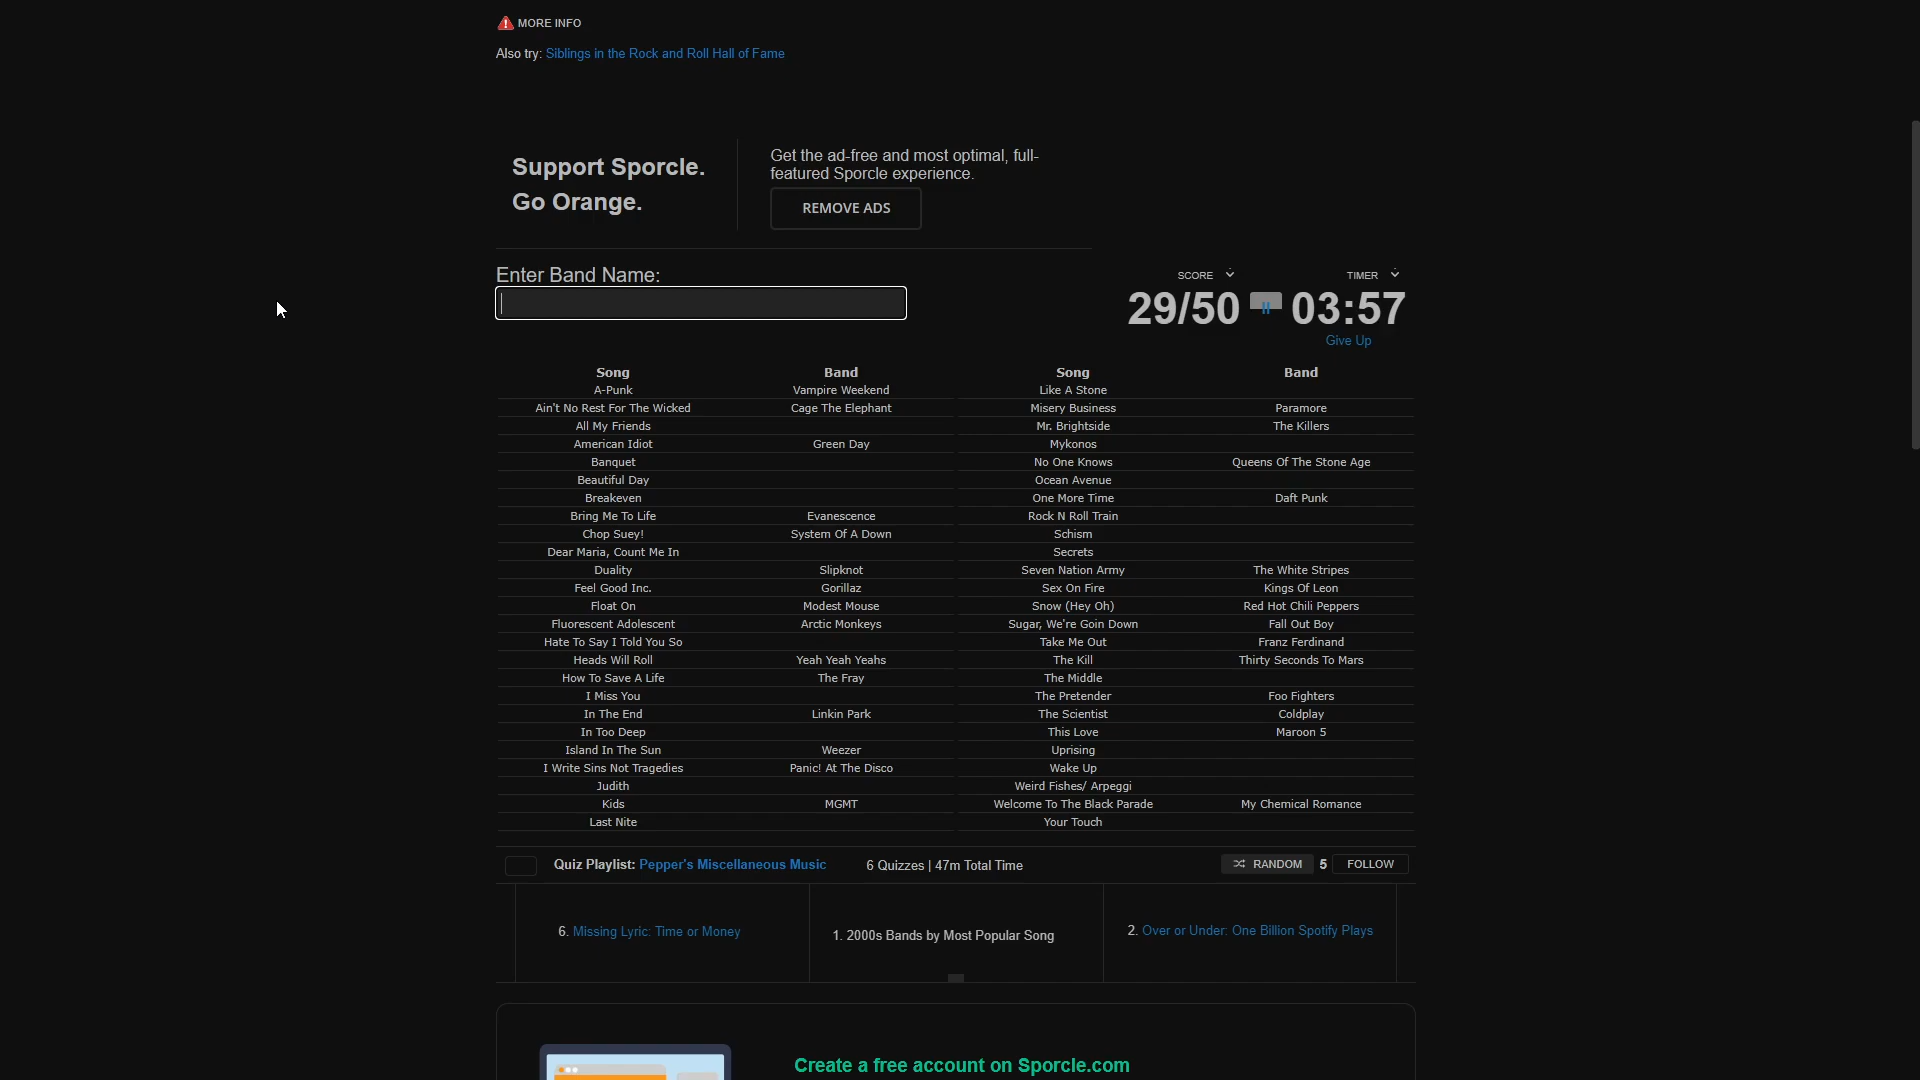 MORE INFO
Also try: Siblings in the Rock and Roll Hall of Fame
Support Sporcle.
Go Orange.
Get the ad-free and most optimal, full-
featured Sporcle experience.
REMOVE ADS
Enter Band Name:
SCORE TIMER
29/50 03:57
Give Up
Song Band Song Band
A-Punk Vampire Weekend Like A Stone
Ain't No Rest For The Wicked Cage The Elephant Misery Business Paramore
All My Friends Mr. Brightside The Killers
American Idiot Green Day Mykonos
Banquet No One Knows Queens Of The Stone Age
Beautiful Day Ocean Avenue
Breakeven One More Time Daft Punk
Bring Me To Life Evanescence Rock N Roll Train
Chop Suey! System Of A Down Schism
Dear Maria, Count Me In Secrets
Duality Slipknot Seven Nation Army The White Stripes
Feel Good Inc. Gorillaz Sex On Fire Kings Of Leon
Float On Modest Mouse Snow (Hey Oh) Red Hot Chili Peppers
Fluorescent Adolescent Arctic Monkeys Sugar, We're Goin Down Fall Out Boy
Hate To Say I Told You So Take Me Out Franz Ferdinand
Heads Will Roll Yeah Yeah Yeahs The Kill Thirty Seconds To Mars
How To Save A Life The Fray The Middle
I Miss You The Pretender Foo Fighters
In The End Linkin Park The Scientist Coldplay
In Too Deep This Love Maroon 5
Island In The Sun Weezer Uprising
I Write Sins Not Tragedies Panic! At The Disco Wake Up
Judith Weird Fishes/ Arpeggi
Kids MGMT Welcome To The Black Parade My Chemical Romance
Last Nite Your Touch
Quiz Playlist: Pepper's Miscellaneous Music 6 Quizzes | 47m Total Time RANDOM 5 FOLLOW
6. Missing Lyric: Time or Money
1. 2000s Bands by Most Popular Song
2. Over or Under: One Billion Spotify Plays
Create a free account on Sporcle.com